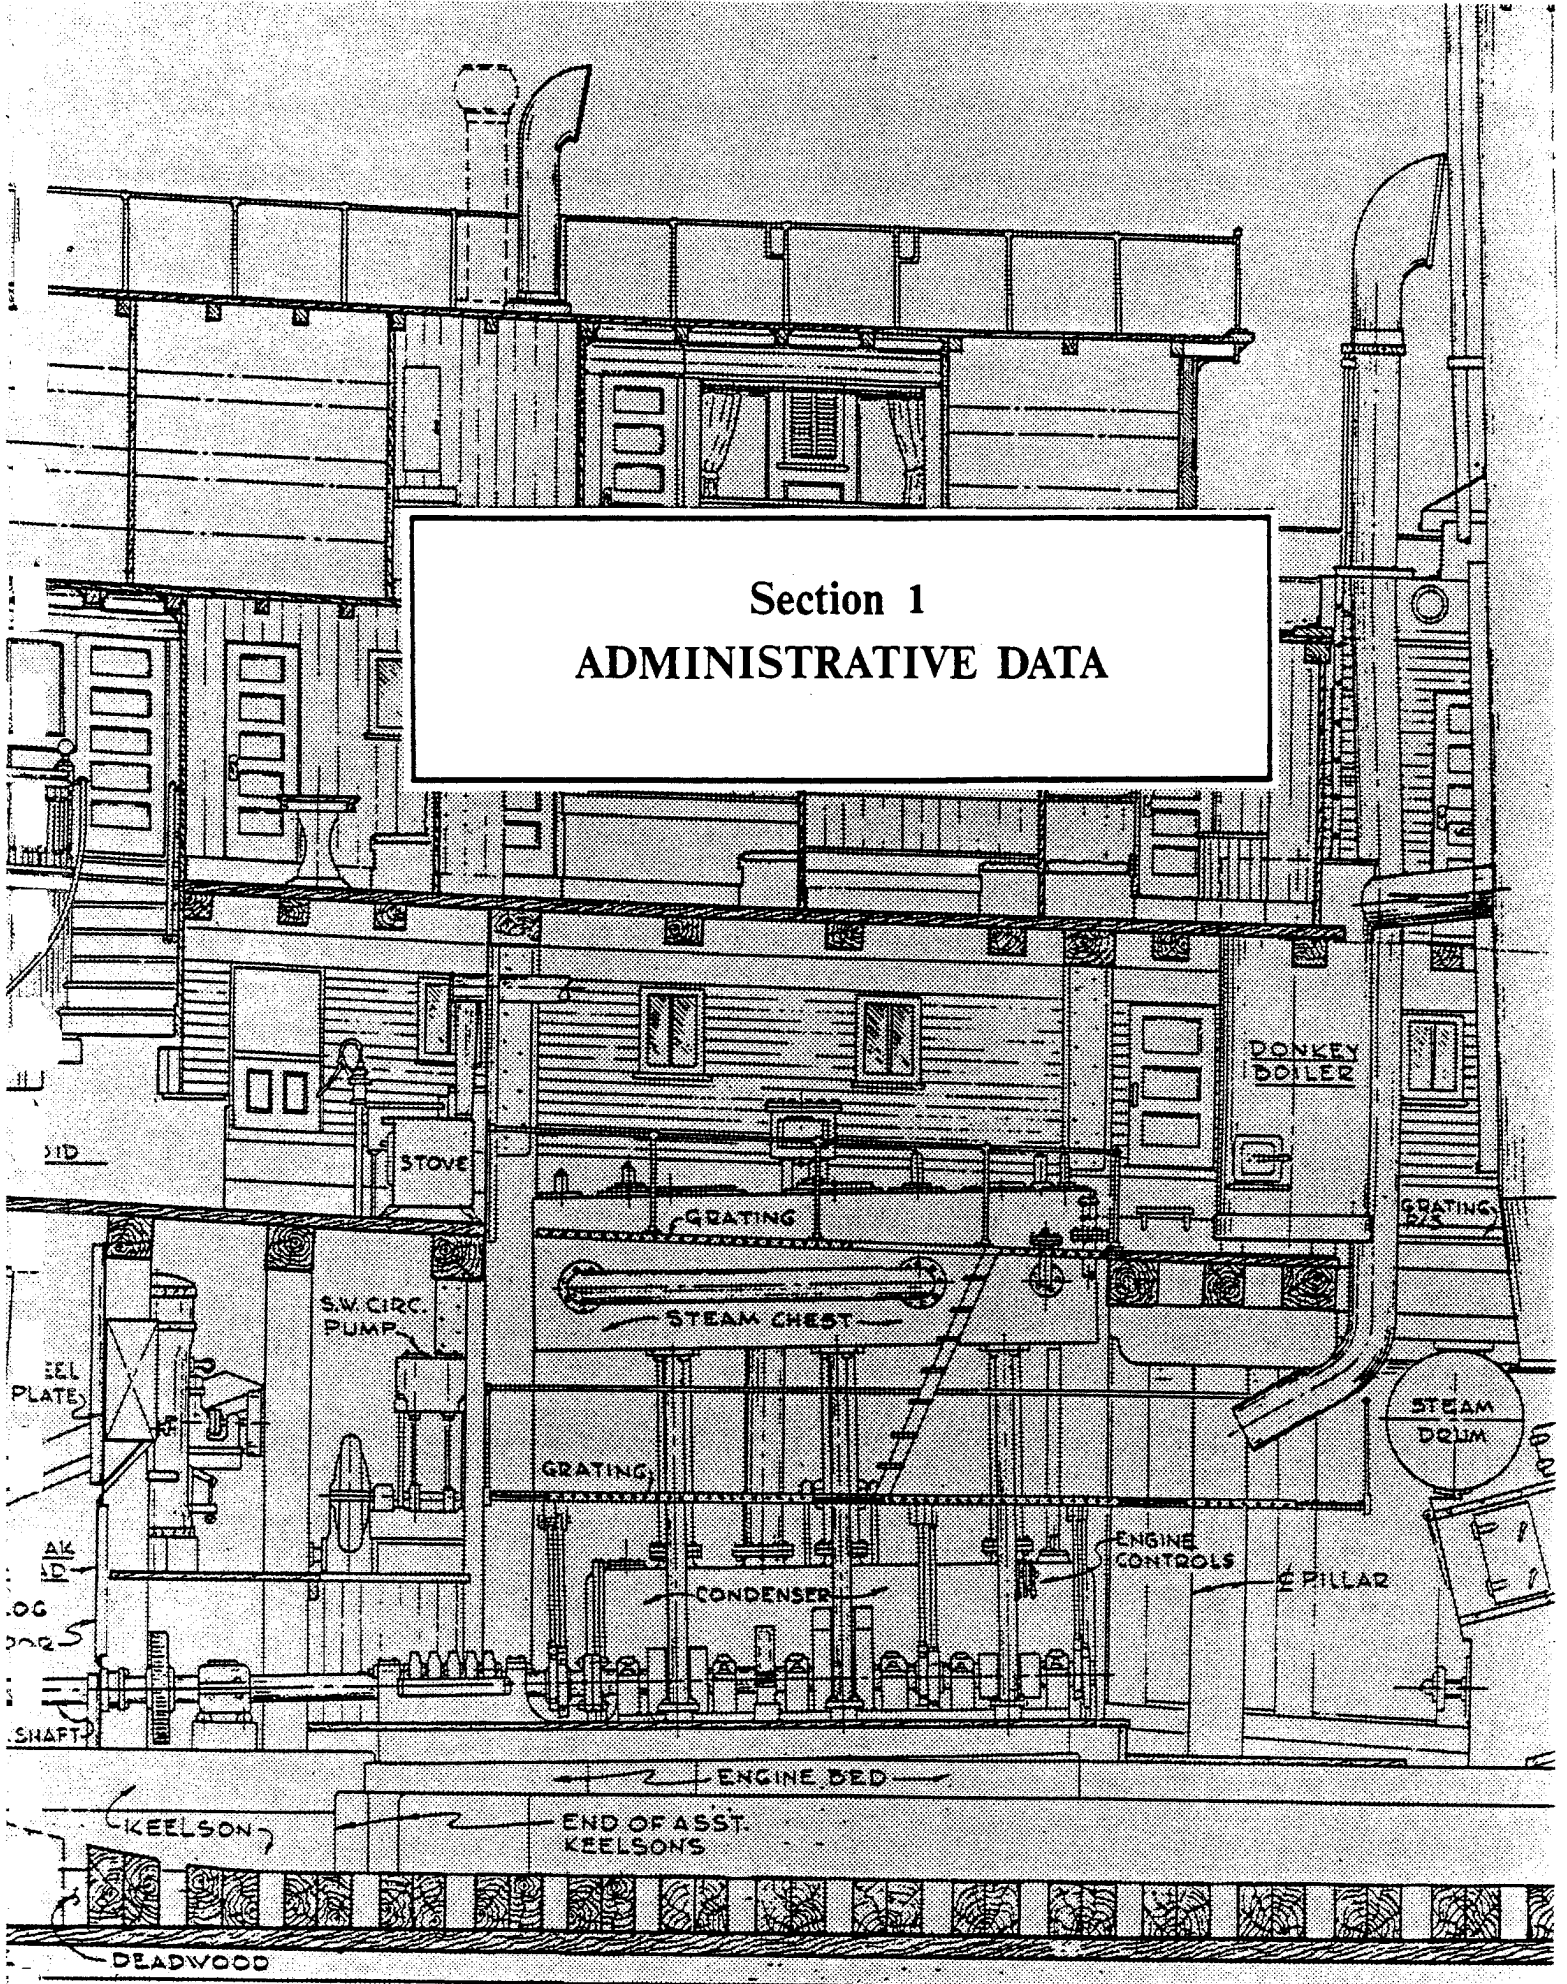 Section 1
ADMINISTRATIVE DATA
DONKEY
BOILER
STOVE
GRATING
GRATING
P/S
S.W. CIRC.
PUMP
STEAM CHEST
PLATE
STEAM
DRUM
GRATING
ENGINE
CONTROLS
CONDENSER
℄ PILLAR
SHAFT
ENGINE BED
KEELSON
END OF ASST.
KEELSONS
DEADWOOD